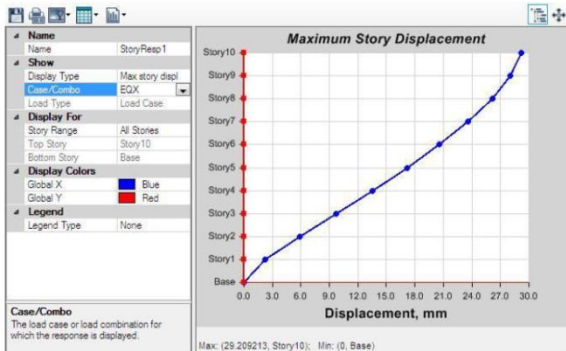 Name
Name StoryResp1
Show
Display Type Max story displ
Case/Combo EQX
Load Type Load Case
Display For
Story Range All Stories
Top Story Story10
Bottom Story Base
Display Colors
Global X Blue
Global Y Red
Legend
Legend Type None
Case/Combo
The load case or load combination for
which the response is displayed.
Maximum Story Displacement
Story10
Story9
Story8
Story7
Story6
Story5
Story4
Story3
Story2
Story1
Base
0.0 3.0 6.0 9.0 12.0 15.0 18.0 21.0 24.0 27.0 30.0
Displacement, mm
Max: (29.209213, Story10); Min: (0, Base)